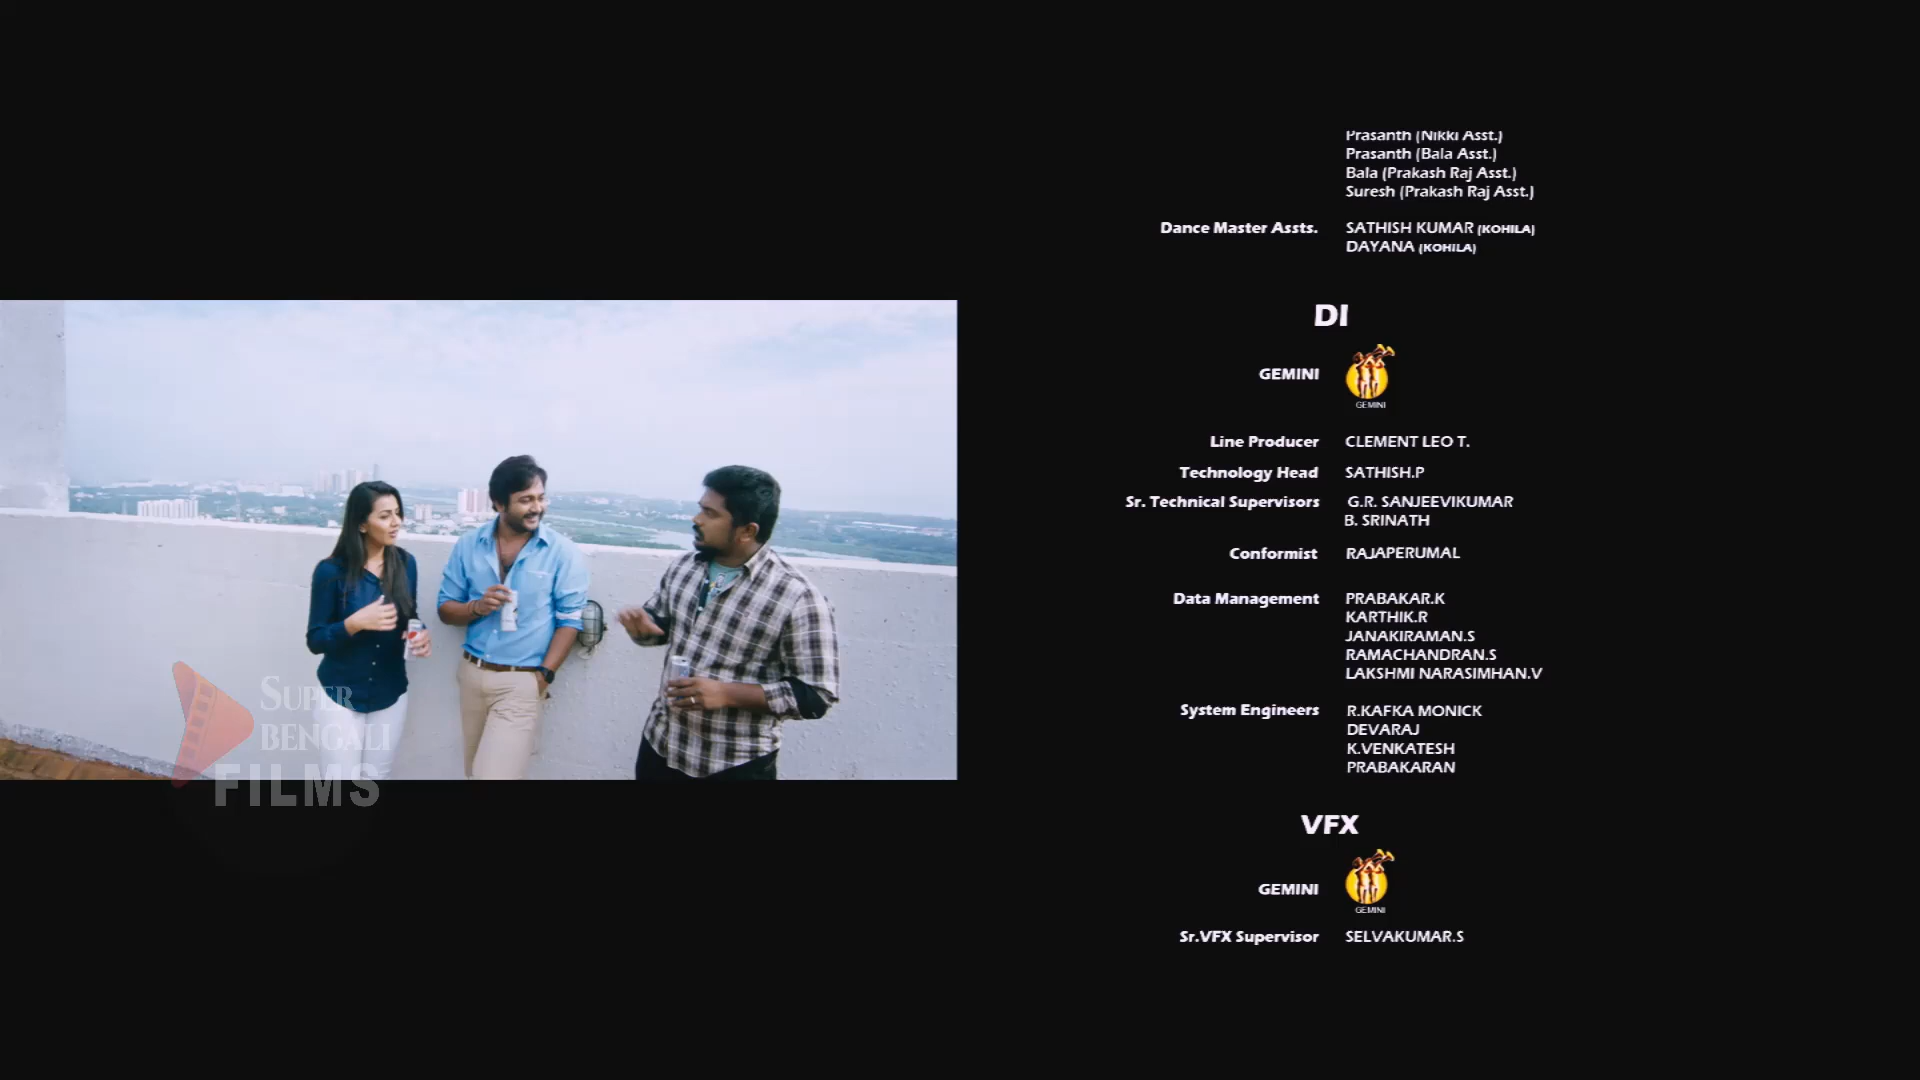 Prasanth (Nikki Asst.)
Prasanth (Bala Asst.)
Bala (Prakash Raj Asst.)
Suresh (Prakash Raj Asst.)
Dance Master Assts. SATHISH KUMAR (KOHILA)
DAYANA (KOHILA)
DI
GEMINI
GEMINI
Line Producer CLEMENT LEO T.
Technology Head SATHISH.P
Sr. Technical Supervisors G.R. SANJEEVIKUMAR
B. SRINATH
Conformist RAJAPERUMAL
Data Management PRABAKAR.K
KARTHIK.R
JANAKIRAMAN.S
RAMACHANDRAN.S
LAKSHMI NARASIMHAN.V
System Engineers R.KAFKA MONICK
DEVARAJ
K.VENKATESH
PRABAKARAN
VFX
GEMINI
GEMINI
Sr.VFX Supervisor SELVAKUMAR.S
SUPER
BENGALI
FILMS